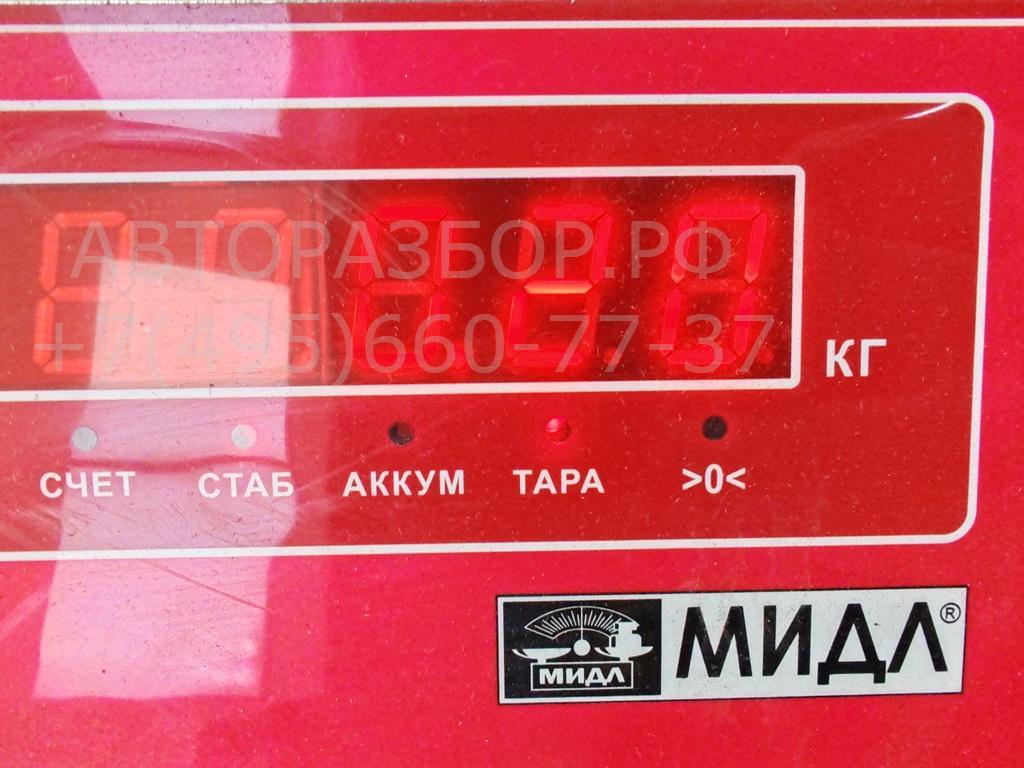 АВТОРАЗБОР.РФ
+7(495)660-77-37
КГ
СЧЕТ СТАБ АККУМ ТАРА >0<
МИДЛ МИДЛ®